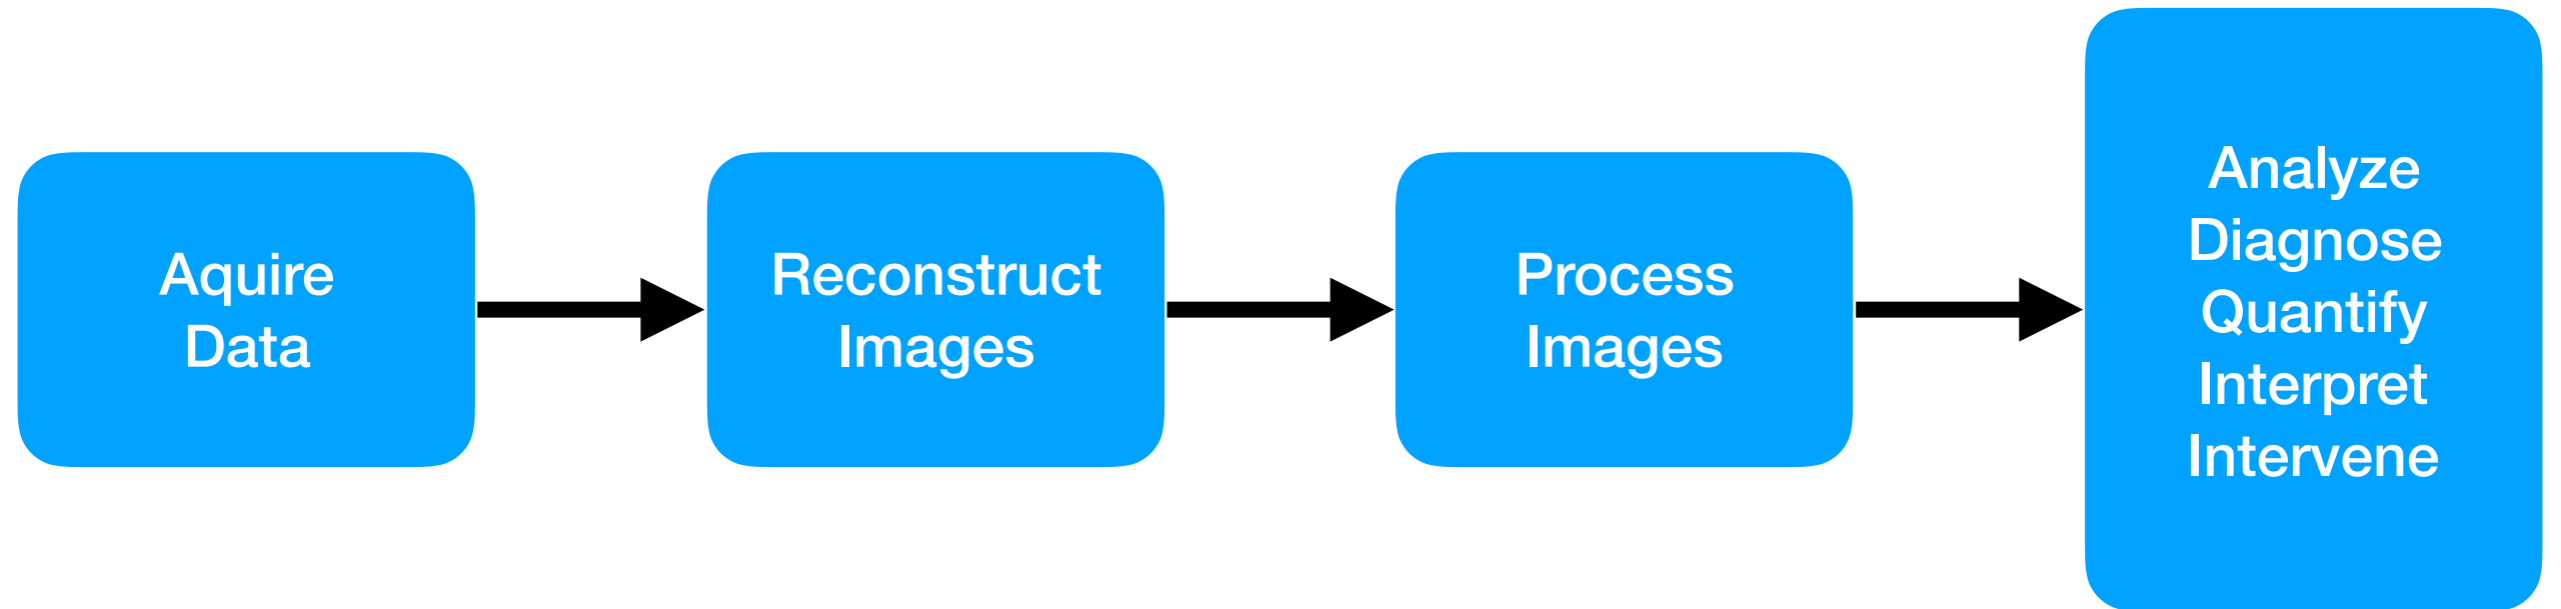 Aquire
Data
Reconstruct
Images
Process
Images
Analyze
Diagnose
Quantify
Interpret
Intervene